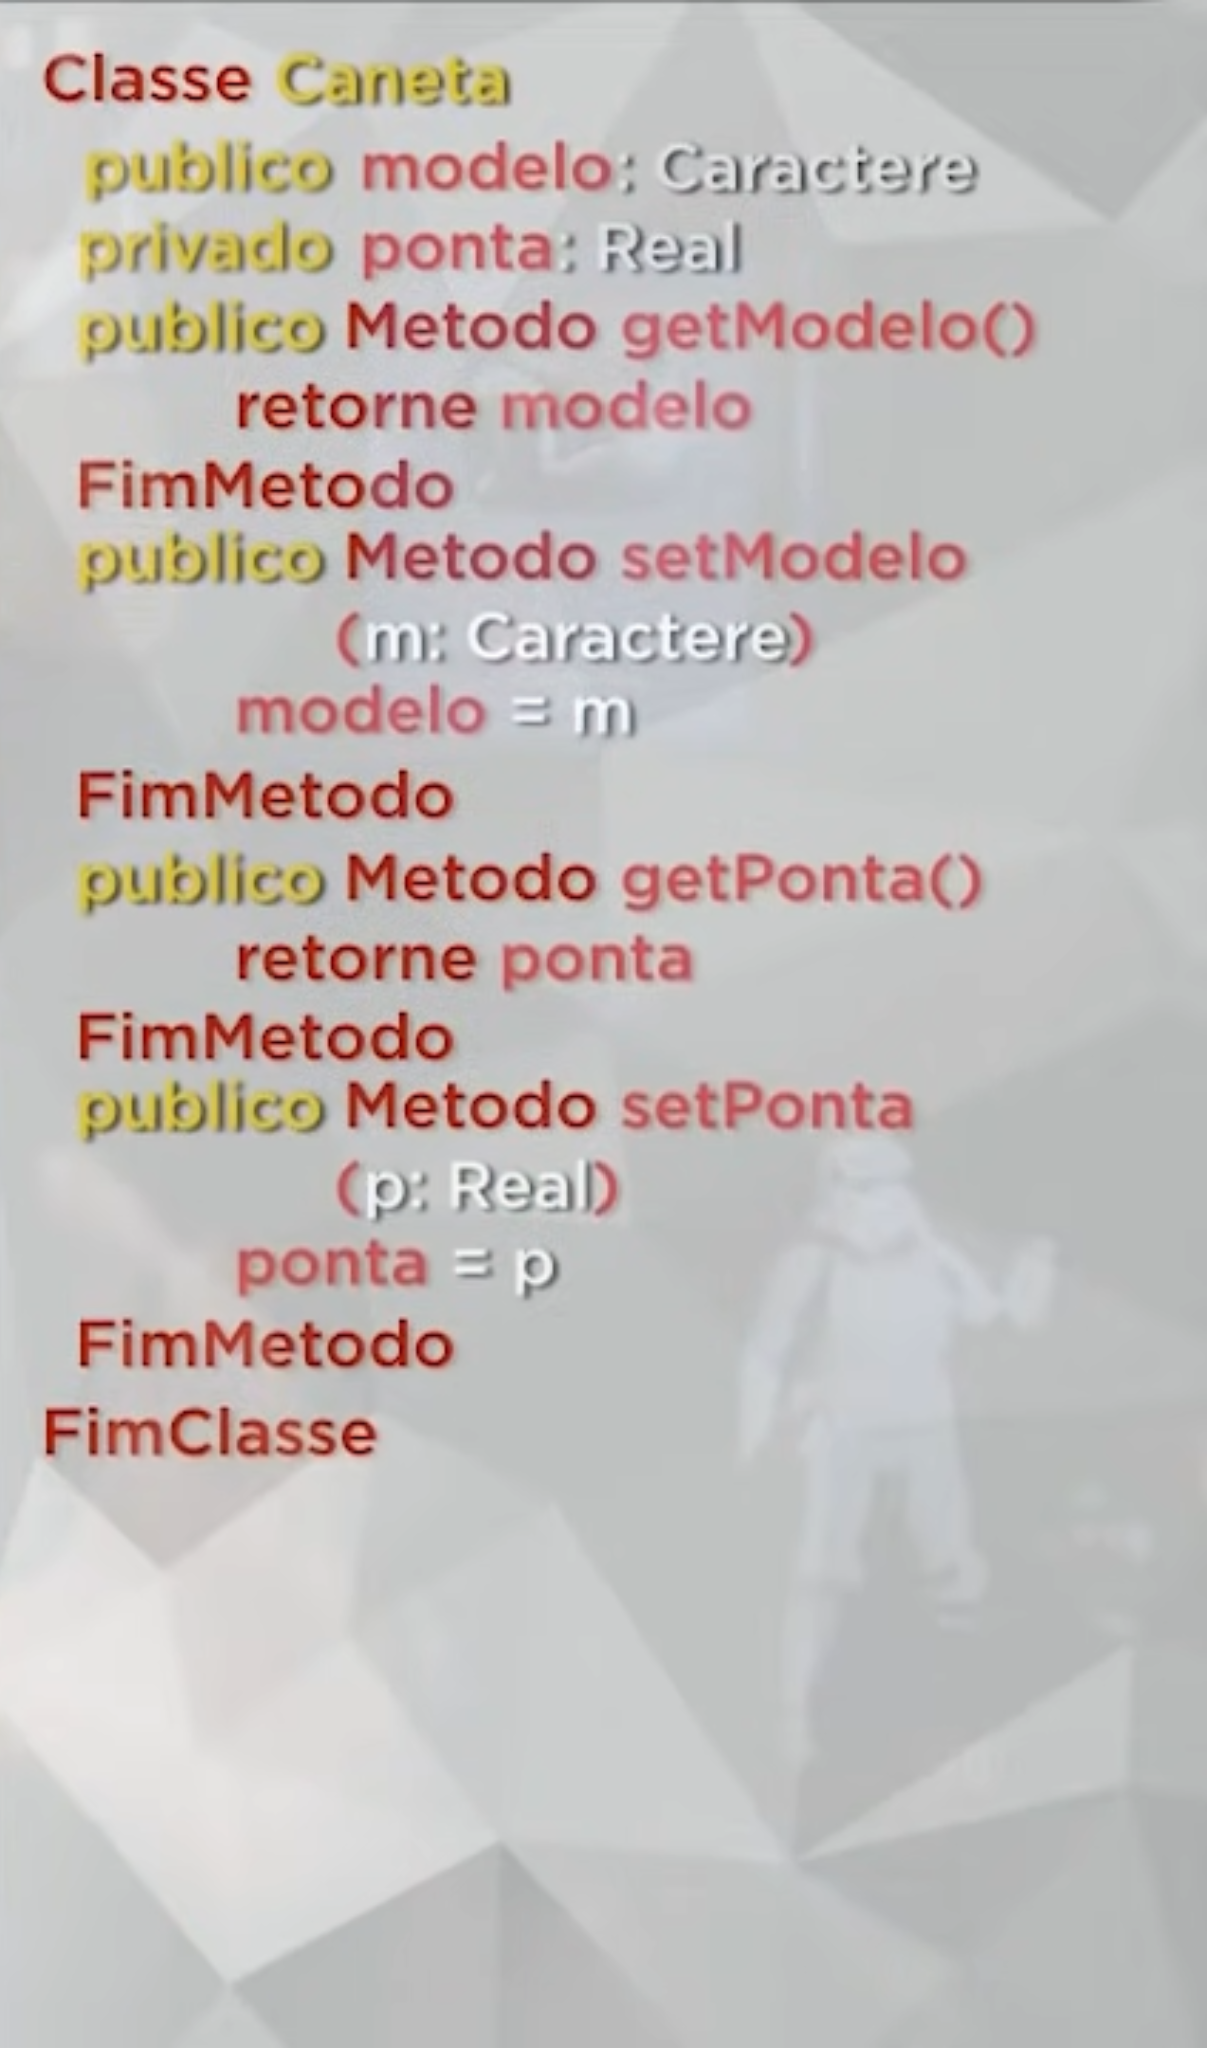 Classe Caneta
publico modelo: Caractere
privado ponta: Real
publico Metodo getModelo()
retorne modelo
FimMetodo
publico Metodo setModelo
(m: Caractere)
modelo = m
FimMetodo
publico Metodo getPonta()
retorne ponta
FimMetodo
publico Metodo setPonta
(p: Real)
ponta = p
FimMetodo
FimClasse